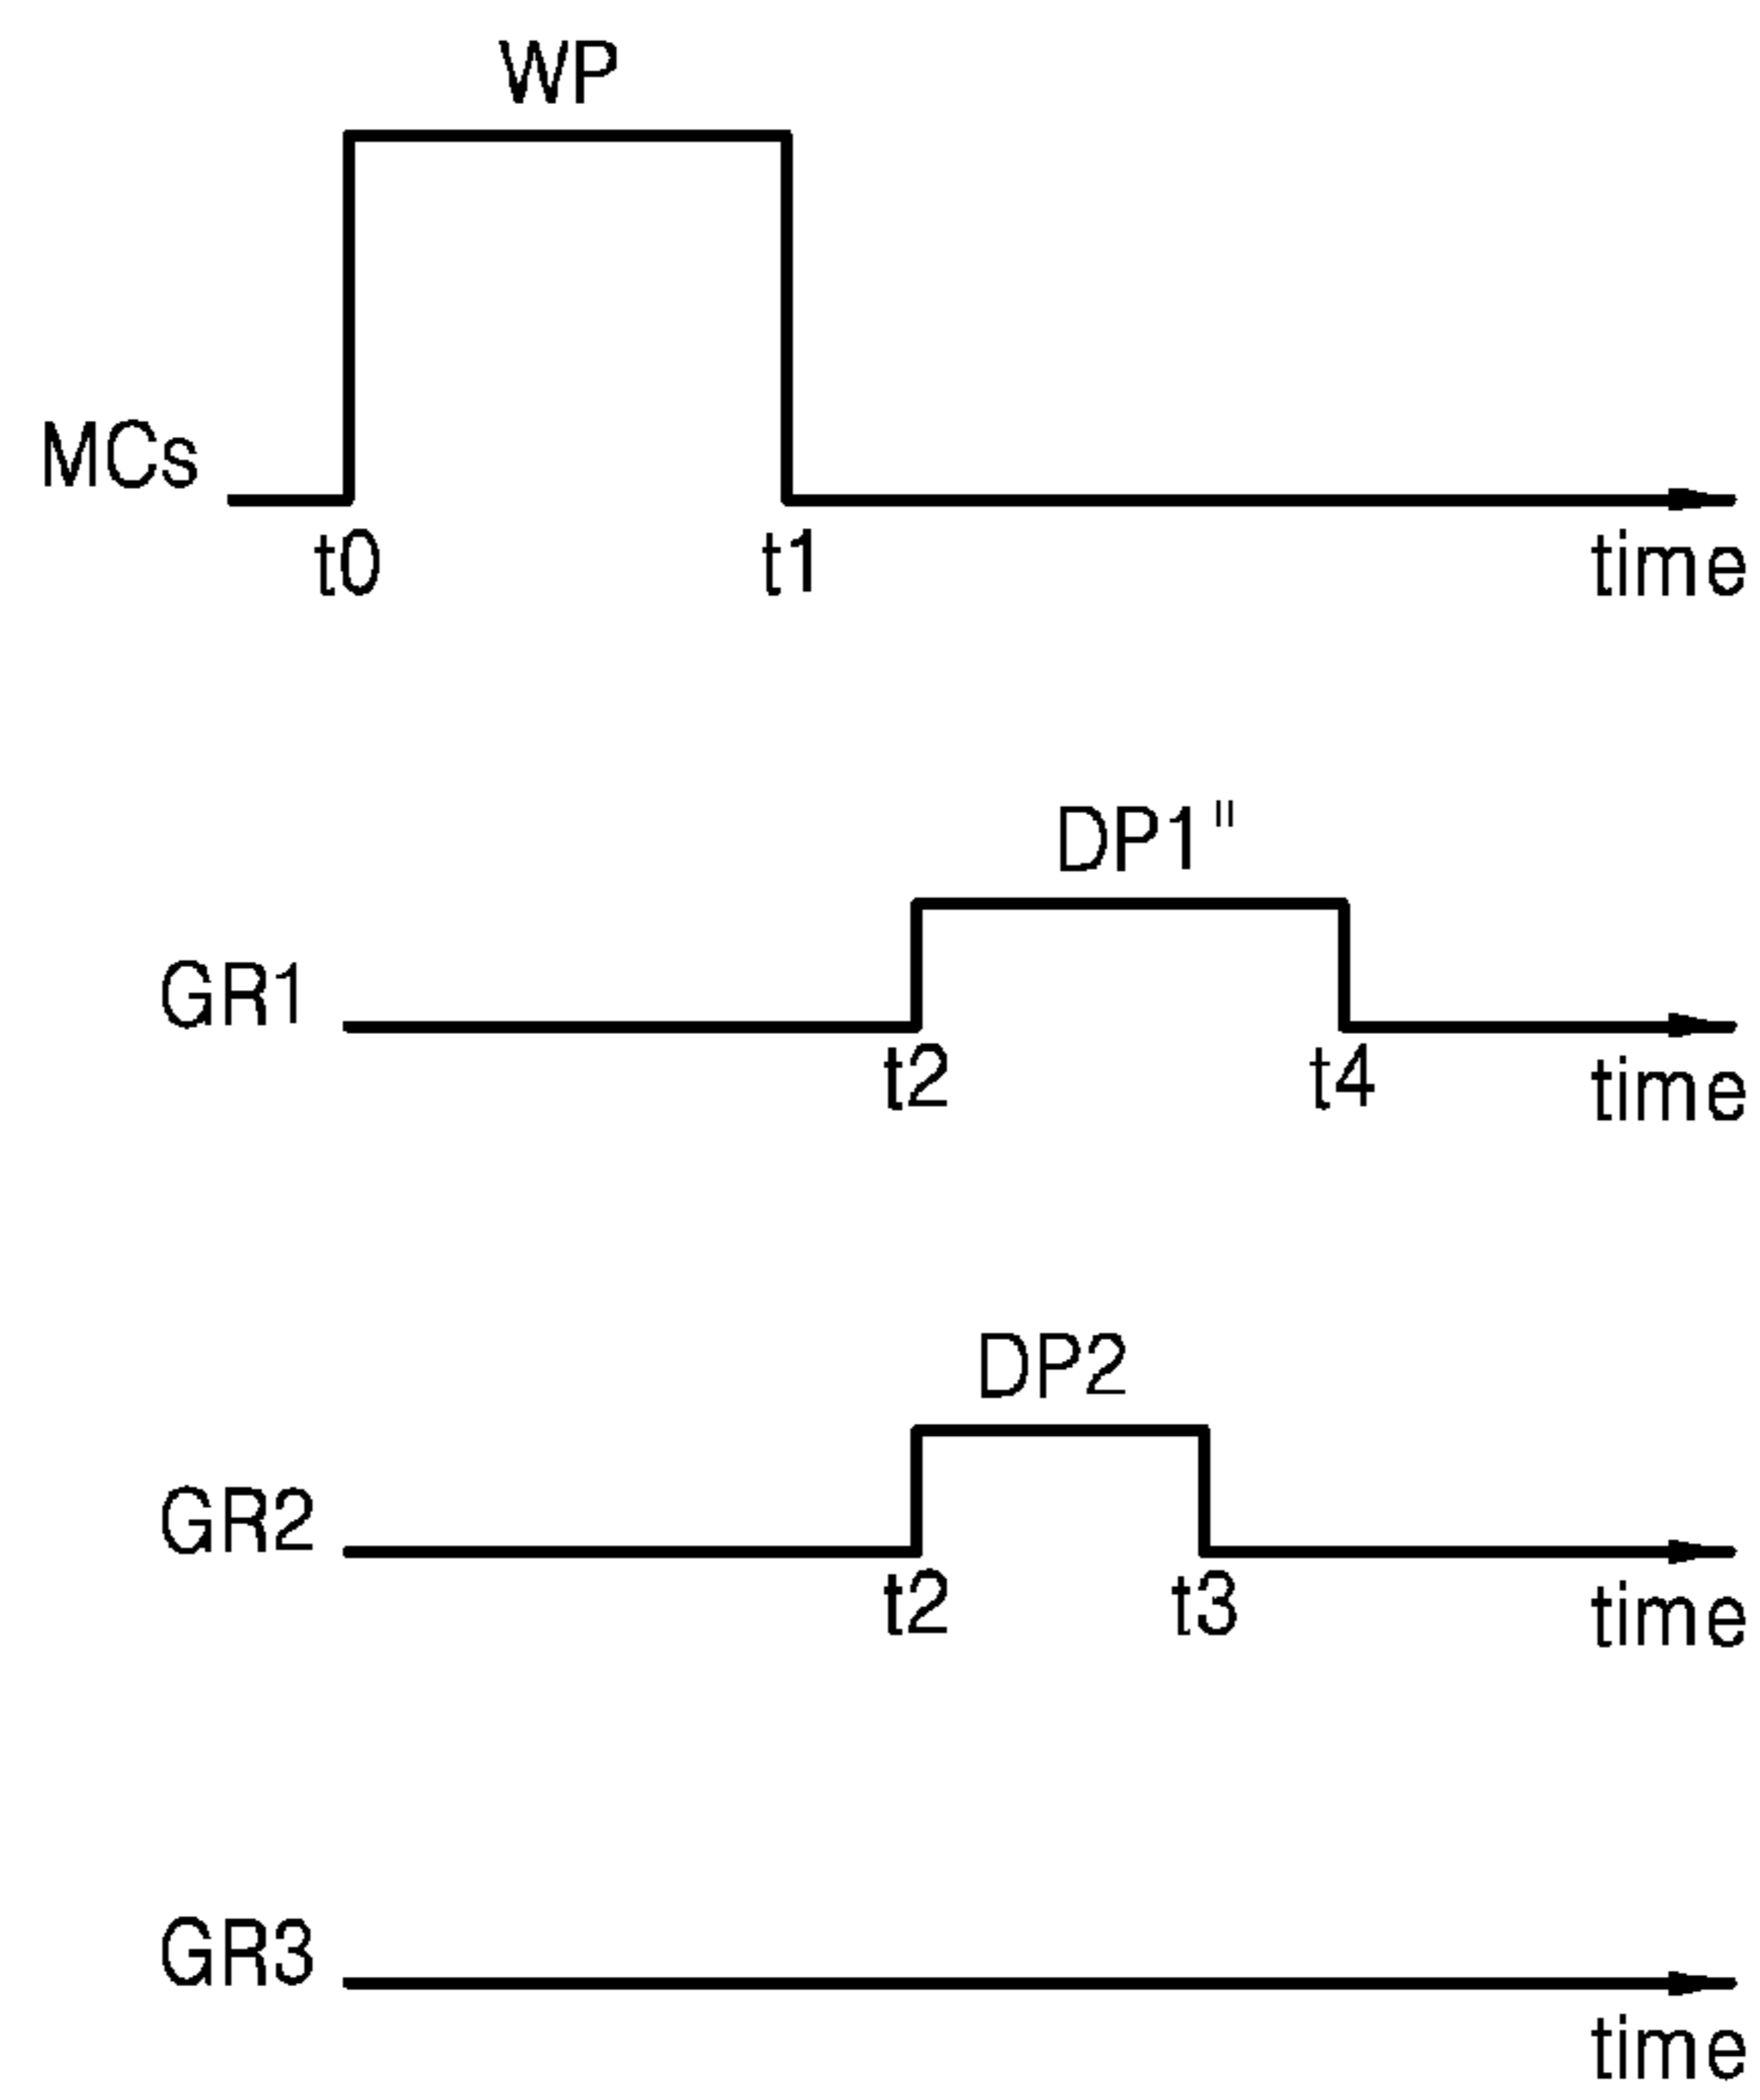 WP
MCs
t0 t1 time
DP1"
GR1
t2 t4 time
DP2
GR2
t2 t3 time
GR3
time